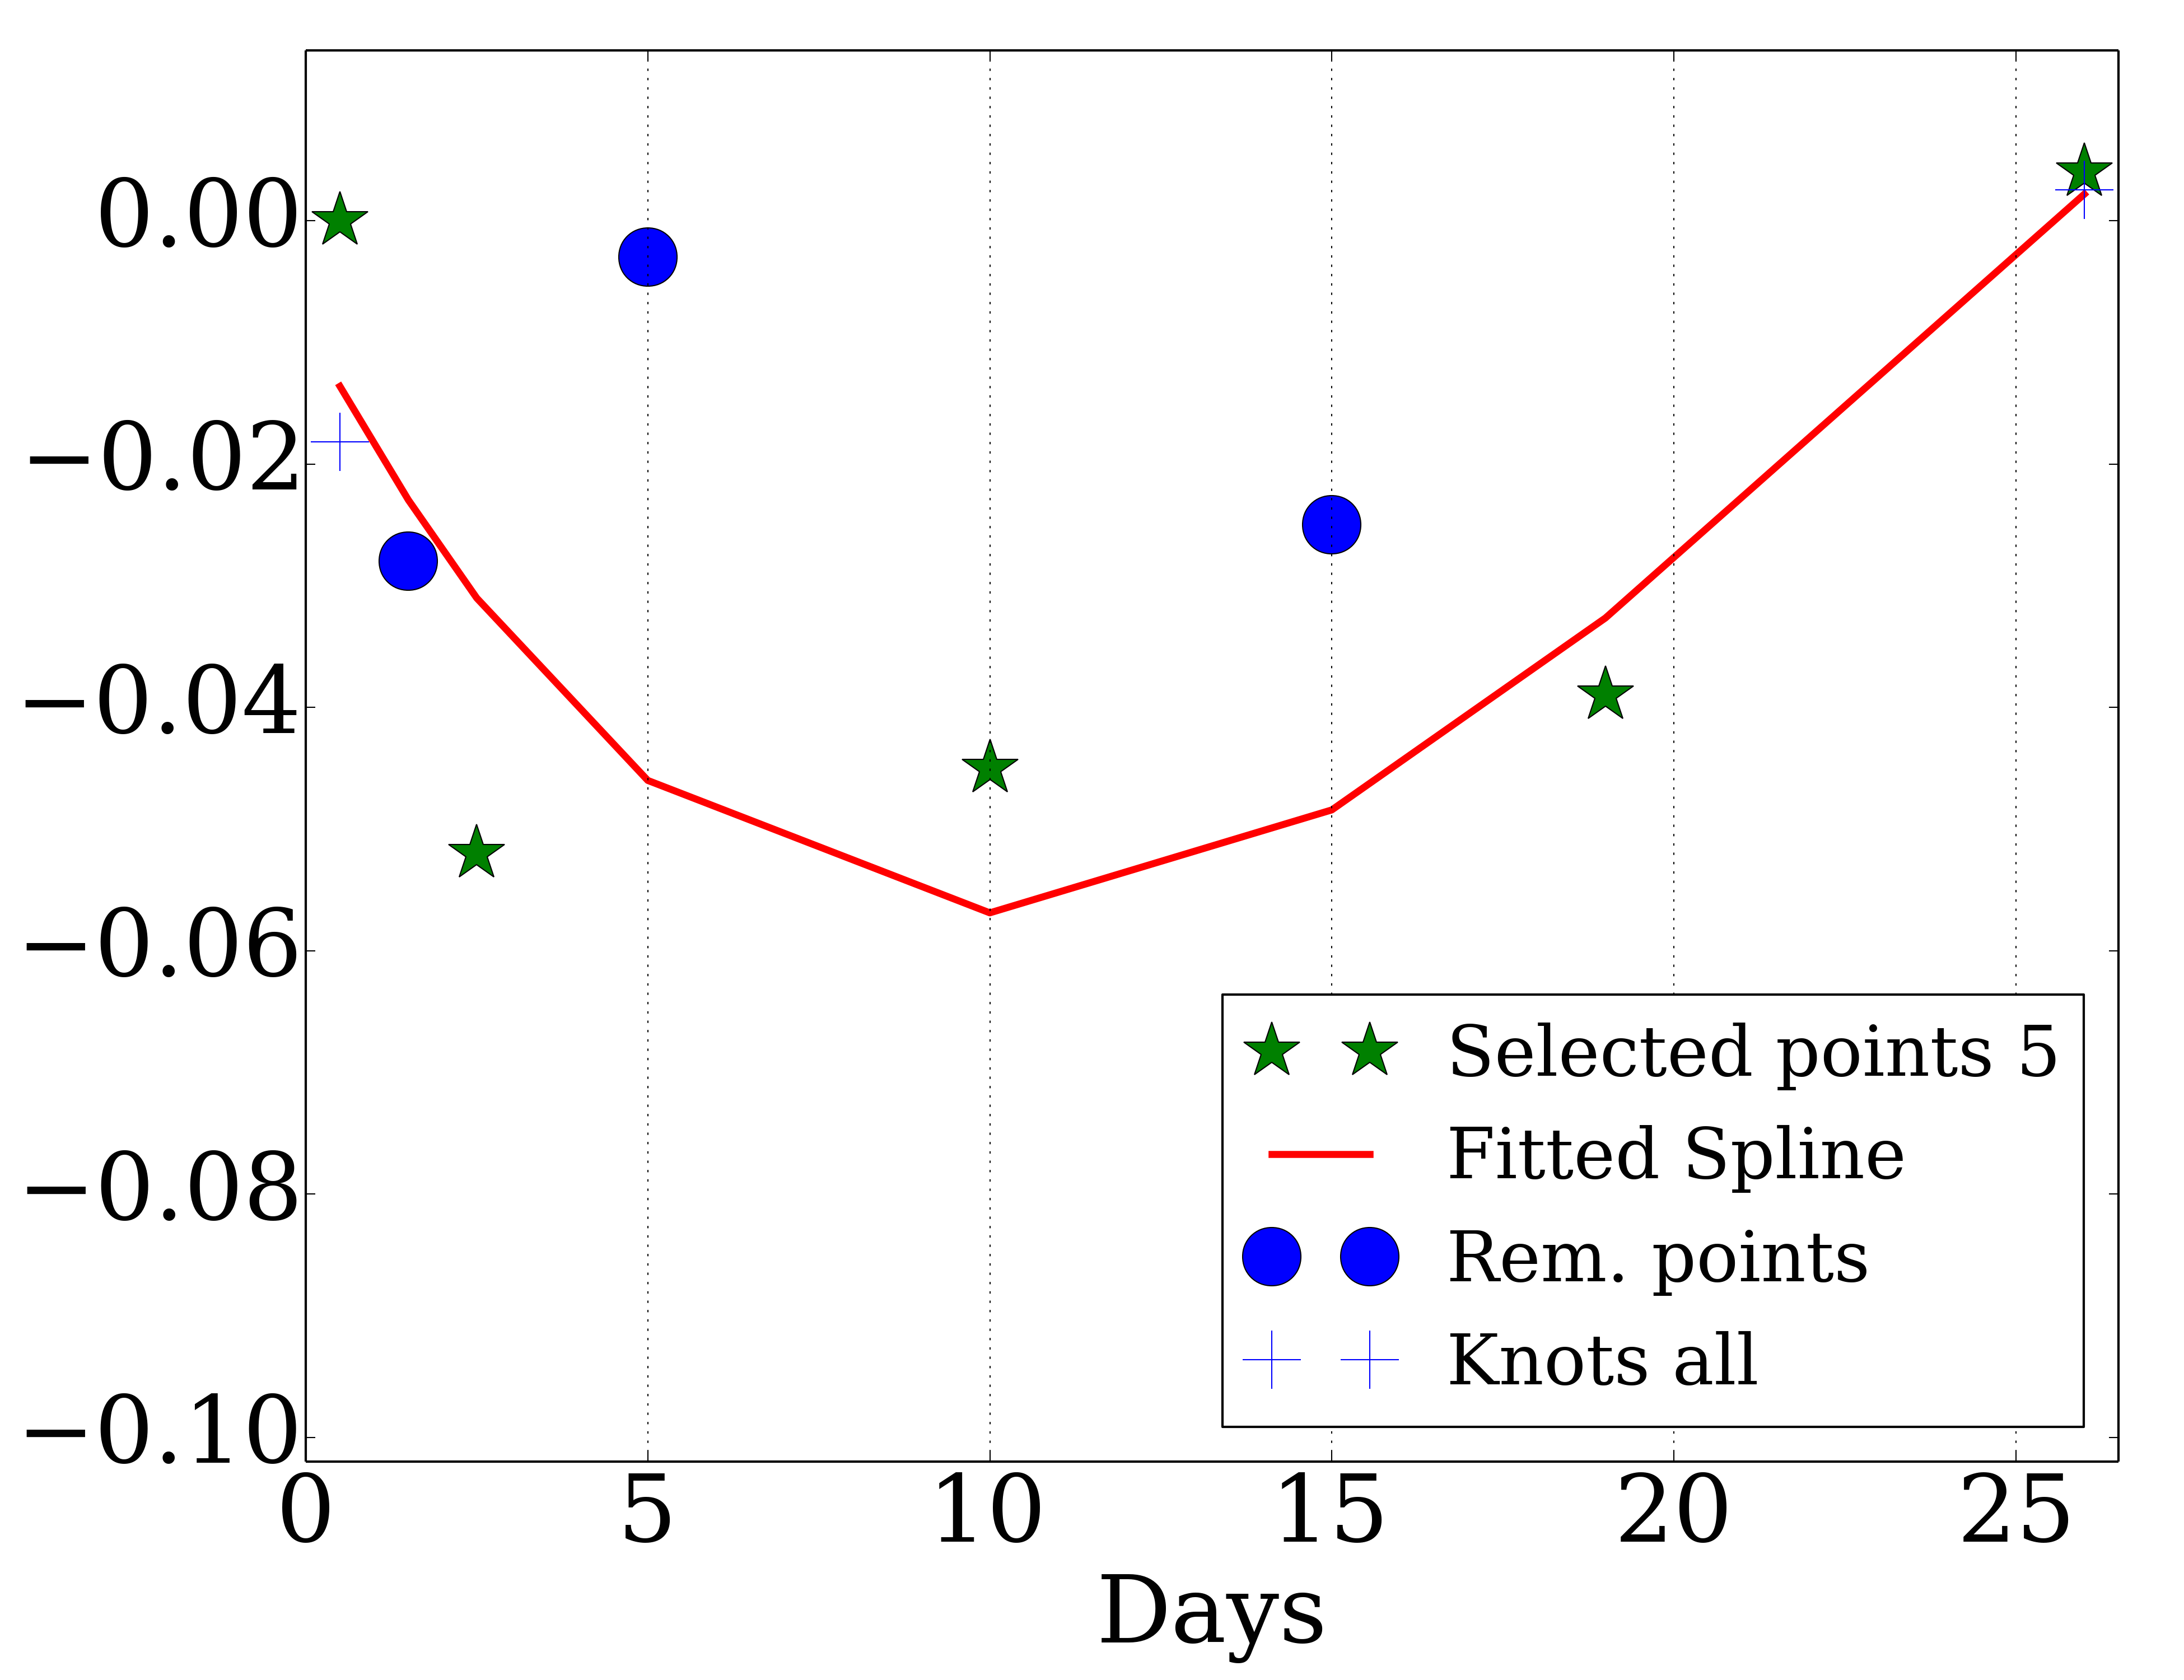 0.00
−0.02
−0.04
−0.06
−0.08
−0.10
0 5 10 15 20 25
Days
Selected points 5
Fitted Spline
Rem. points
Knots all